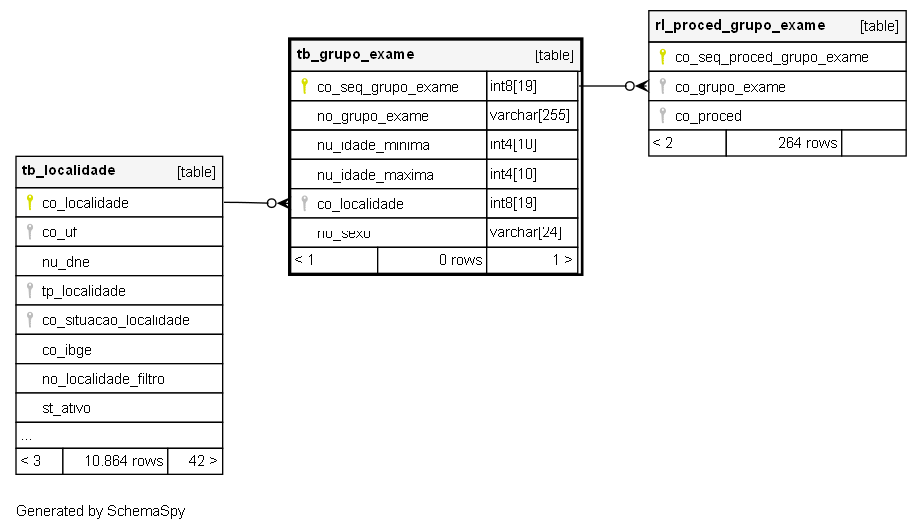 rl_proced_grupo_exame [table]
co_seq_proced_grupo_exame
co_grupo_exame
co_proced
< 2 264 rows
tb_grupo_exame [table]
co_seq_grupo_exame int8[19]
no_grupo_exame varchar[255]
nu_idade_minima int4[10]
nu_idade_maxima int4[10]
co_localidade int8[19]
no_sexo varchar[24]
< 1 0 rows 1 >
tb_localidade [table]
co_localidade
co_uf
nu_dne
tp_localidade
co_situacao_localidade
co_ibge
no_localidade_filtro
st_ativo
...
< 3 10.864 rows 42 >
Generated by SchemaSpy